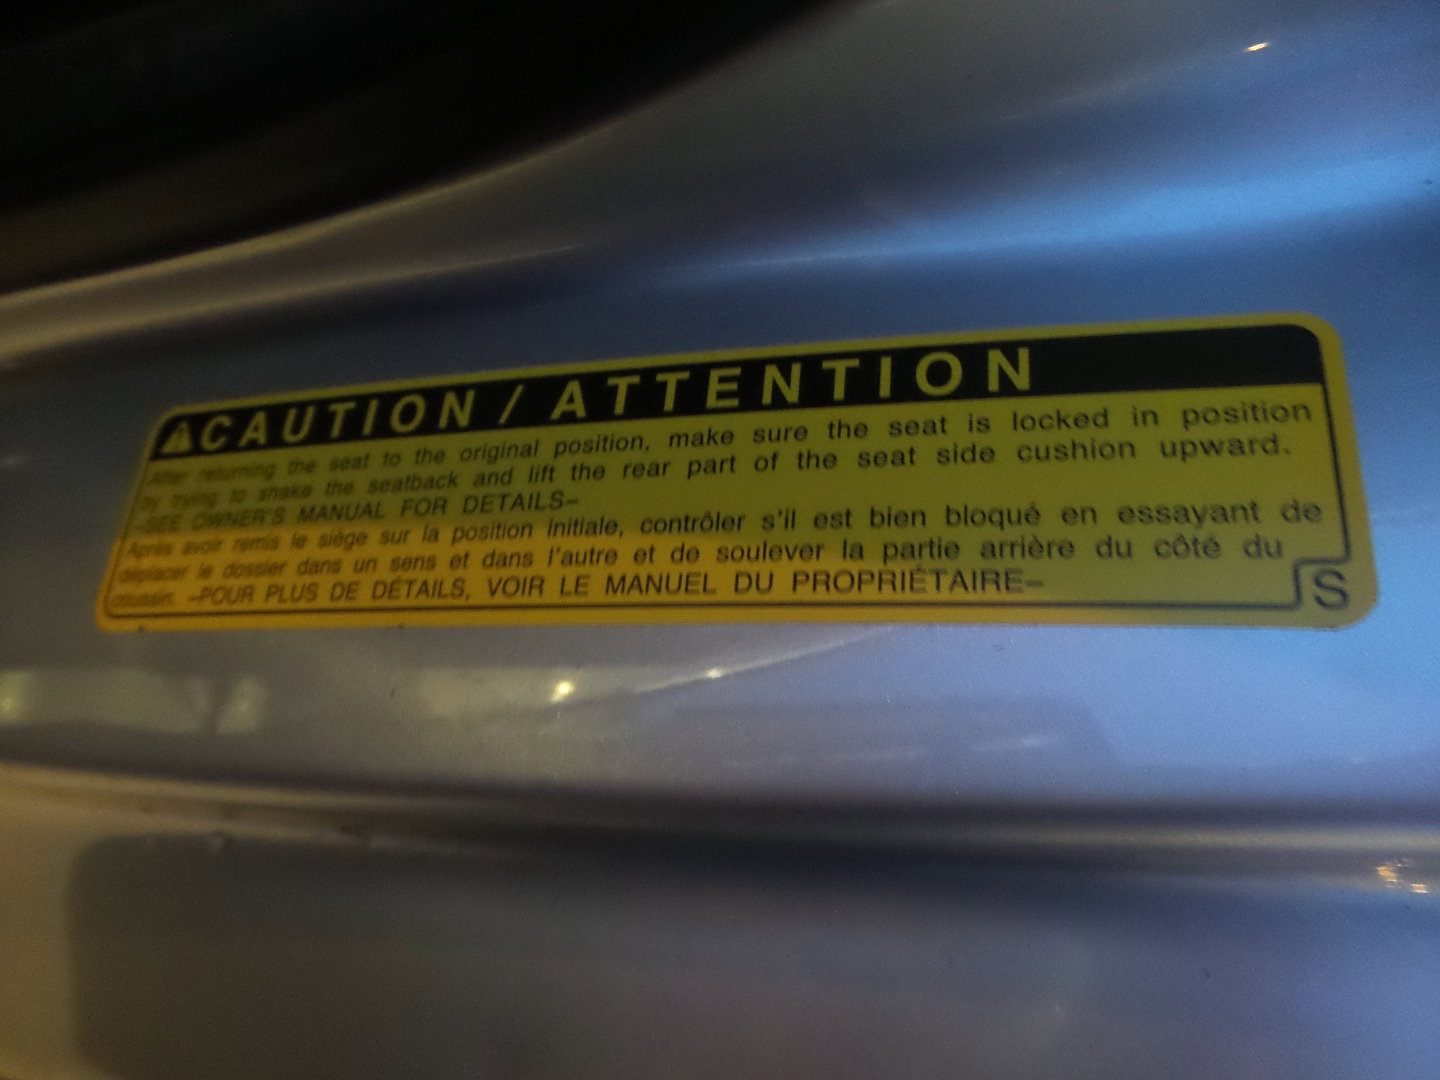 CAUTION / ATTENTION
After returning the seat to the original position, make sure the seat is locked in position
by trying to shake the seatback and lift the rear part of the seat side cushion upward.
–SEE OWNER'S MANUAL FOR DETAILS–
Après avoir remis le siège sur la position initiale, contrôler s'il est bien bloqué en essayant de
déplacer le dossier dans un sens et dans l'autre et de soulever la partie arrière du côté du
coussin. –POUR PLUS DE DÉTAILS, VOIR LE MANUEL DU PROPRIÉTAIRE–
S